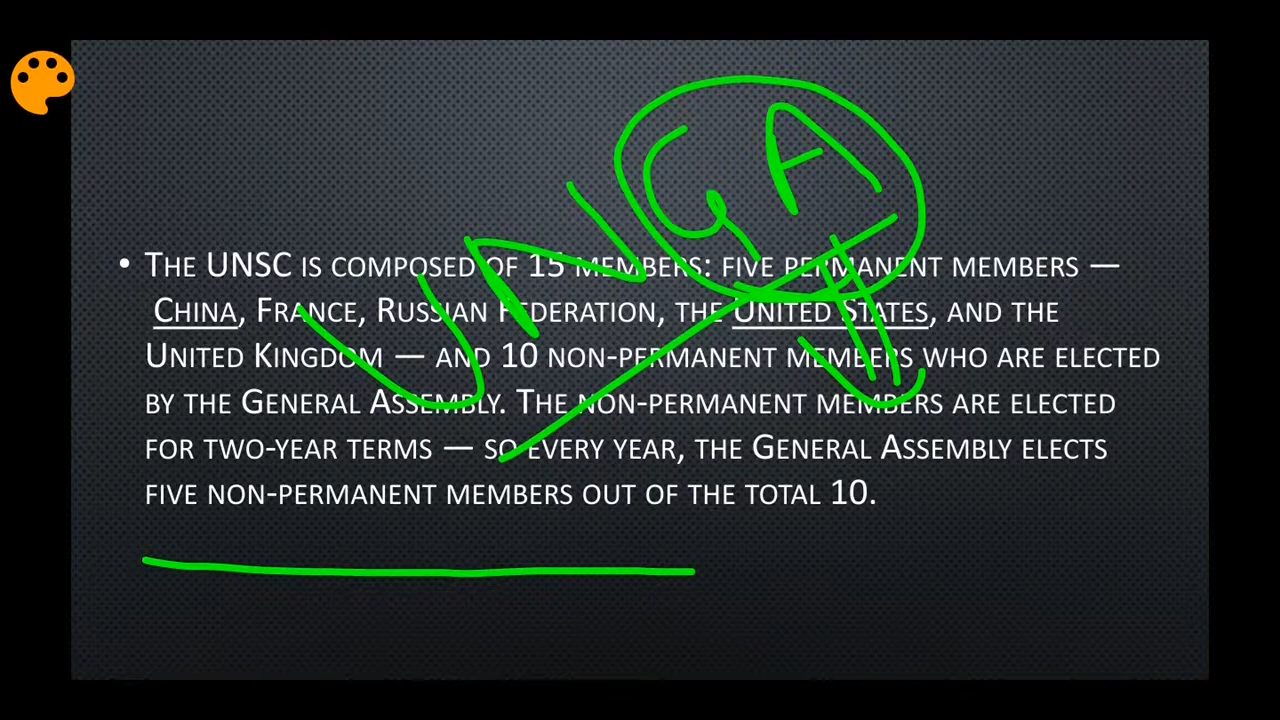 UNGA
• The UNSC is composed of 15 members: five permanent members —
China, France, Russian Federation, the United States, and the
United Kingdom — and 10 non-permanent members who are elected
by the General Assembly. The non-permanent members are elected
for two-year terms — so every year, the General Assembly elects
five non-permanent members out of the total 10.